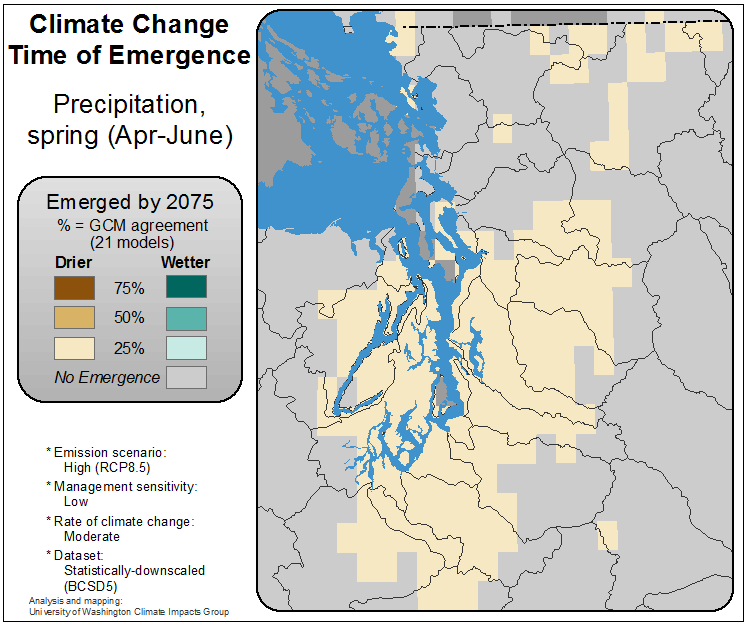 Climate Change
Time of Emergence
Precipitation,
spring (Apr-June)
Emerged by 2075
% = GCM agreement
(21 models)
Drier Wetter
75%
50%
25%
No Emergence
* Emission scenario:
High (RCP8.5)
* Management sensitivity:
Low
* Rate of climate change:
Moderate
* Dataset:
Statistically-downscaled
(BCSD5)
Analysis and mapping:
University of Washington Climate Impacts Group